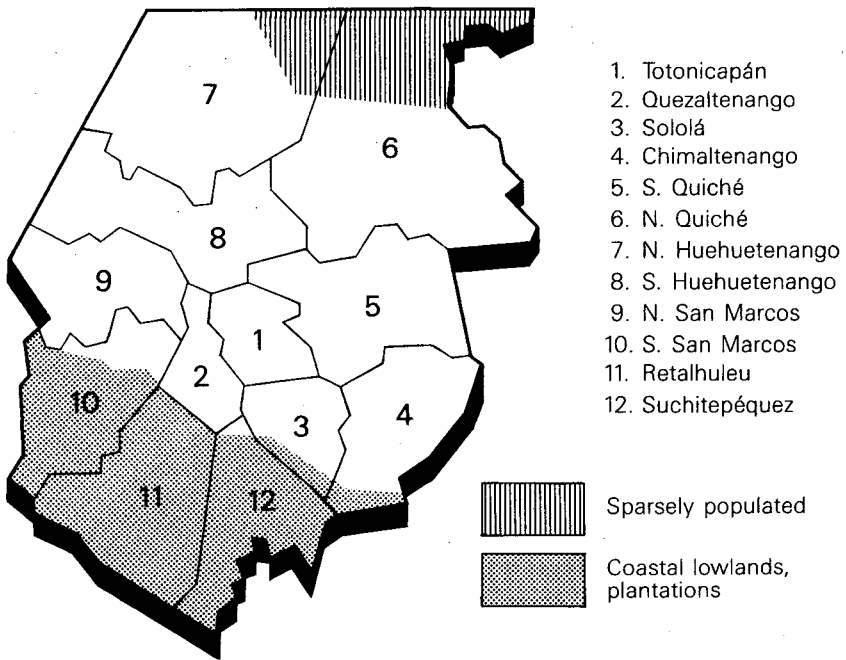 7
6
8
9
5
1
2
10
3
4
11
12
1. Totonicapán
2. Quezaltenango
3. Sololá
4. Chimaltenango
5. S. Quiché
6. N. Quiché
7. N. Huehuetenango
8. S. Huehuetenango
9. N. San Marcos
10. S. San Marcos
11. Retalhuleu
12. Suchitepéquez
Sparsely populated
Coastal lowlands,
plantations